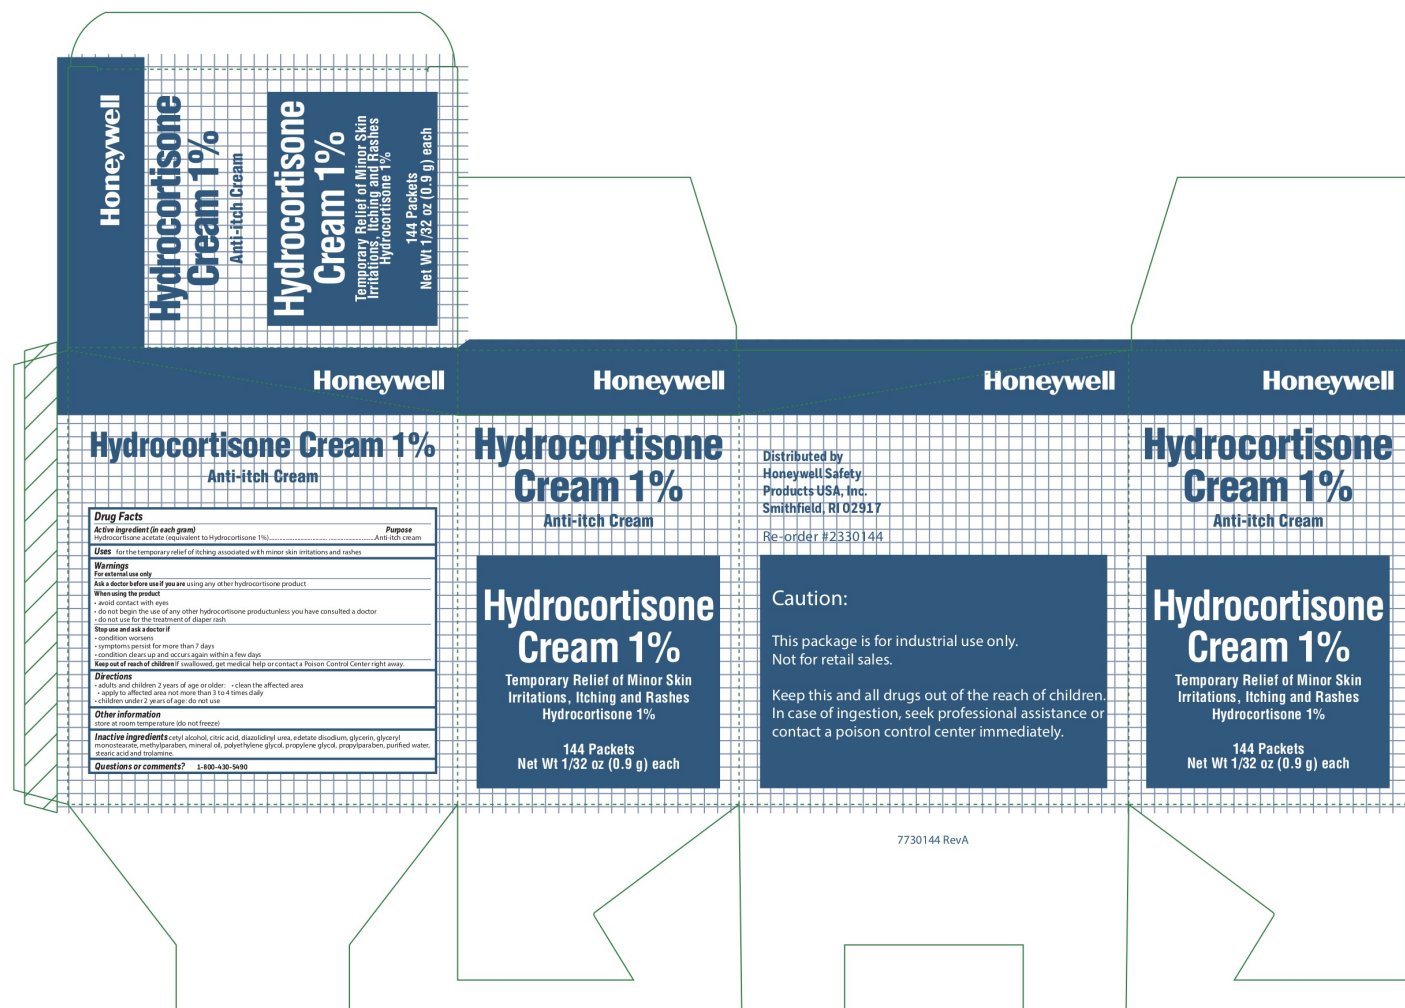 Honeywell
Hydrocortisone
Cream 1%
Anti-itch Cream
Hydrocortisone
Cream 1%
Temporary Relief of Minor Skin
Irritations, Itching and Rashes
Hydrocortisone 1%
144 Packets
Net Wt 1/32 oz (0.9 g) each
Honeywell
Hydrocortisone Cream 1%
Anti-itch Cream
Drug Facts
Active ingredient (in each gram) Purpose
Hydrocortisone acetate (equivalent to Hydrocortisone 1%)..........................................................Anti-itch cream
Uses for the temporary relief of itching associated with minor skin irritations and rashes
Warnings
For external use only
Ask a doctor before use if you are using any other hydrocortisone product
When using the product
• avoid contact with eyes
• do not begin the use of any other hydrocortisone productunless you have consulted a doctor
• do not use for the treatment of diaper rash
Stop use and ask a doctor if
• condition worsens
• symptoms persist for more than 7 days
• condition clears up and occurs again within a few days
Keep out of reach of children If swallowed, get medical help or contact a Poison Control Center right away.
Directions
• adults and children 2 years of age or older: • clean the affected area
• apply to affected area not more than 3 to 4 times daily
• children under 2 years of age: do not use
Other information
store at room temperature (do not freeze)
Inactive ingredients cetyl alcohol, citric acid, diazolidinyl urea, edetate disodium, glycerin, glyceryl
monostearate, methylparaben, mineral oil, polyethylene glycol, propylene glycol, propylparaben, purified water,
stearic acid and trolamine.
Questions or comments? 1-800-430-5490
Honeywell
Hydrocortisone
Cream 1%
Anti-itch Cream
Hydrocortisone
Cream 1%
Temporary Relief of Minor Skin
Irritations, Itching and Rashes
Hydrocortisone 1%
144 Packets
Net Wt 1/32 oz (0.9 g) each
Honeywell
Distributed by
Honeywell Safety
Products USA, Inc.
Smithfield, RI 02917
Re-order #2330144
Caution:
This package is for industrial use only.
Not for retail sales.
Keep this and all drugs out of the reach of children.
In case of ingestion, seek professional assistance or
contact a poison control center immediately.
7730144 RevA
Honeywell
Hydrocortisone
Cream 1%
Anti-itch Cream
Hydrocortisone
Cream 1%
Temporary Relief of Minor Skin
Irritations, Itching and Rashes
Hydrocortisone 1%
144 Packets
Net Wt 1/32 oz (0.9 g) each